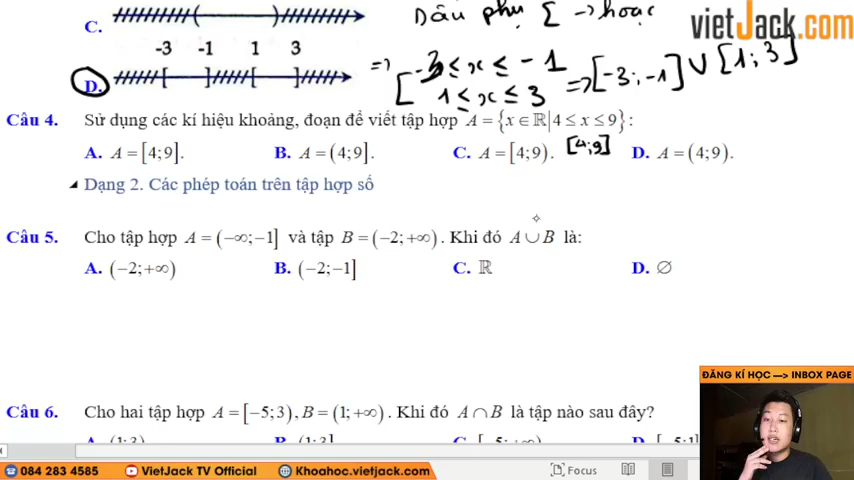 Dấu phụ [ → hoặc
vietJack.com
C.
-3 -1 1 3
D.
⇒ [ -3 ≤ x ≤ -1 ⇒ [-3; -1] ∪ [1; 3]
1 ≤ x ≤ 3
Câu 4. Sử dụng các kí hiệu khoảng, đoạn để viết tập hợp A = {x ∈ ℝ | 4 ≤ x ≤ 9}:
A. A = [4;9]. B. A = (4;9]. C. A = [4;9). [4;9] D. A = (4;9).
Dạng 2. Các phép toán trên tập hợp số
Câu 5. Cho tập hợp A = (−∞;−1] và tập B = (−2;+∞). Khi đó A ∪ B là:
A. (−2;+∞) B. (−2;−1] C. ℝ D. ∅
Câu 6. Cho hai tập hợp A = [−5;3), B = (1;+∞). Khi đó A ∩ B là tập nào sau đây?
ĐĂNG KÍ HỌC —> INBOX PAGE
084 283 4585 VietJack TV Official Khoahoc.vietjack.com
Focus